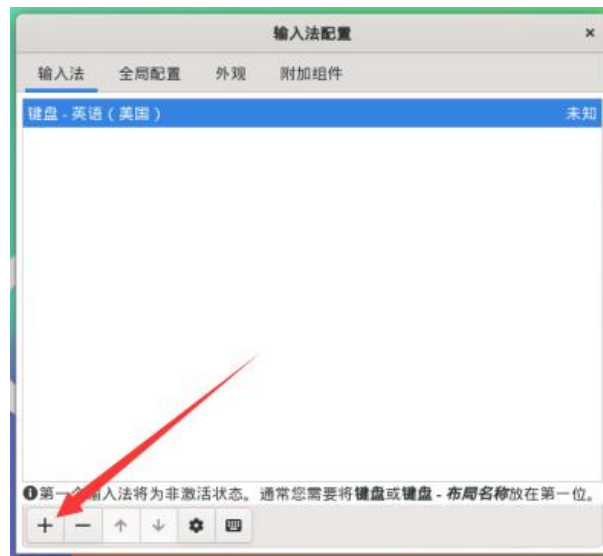 输入法配置 ×
输入法 全局配置 外观 附加组件
键盘 - 英语（美国） 未知
第一个输入法将为非激活状态。通常您需要将键盘或键盘 - 布局名称放在第一位。